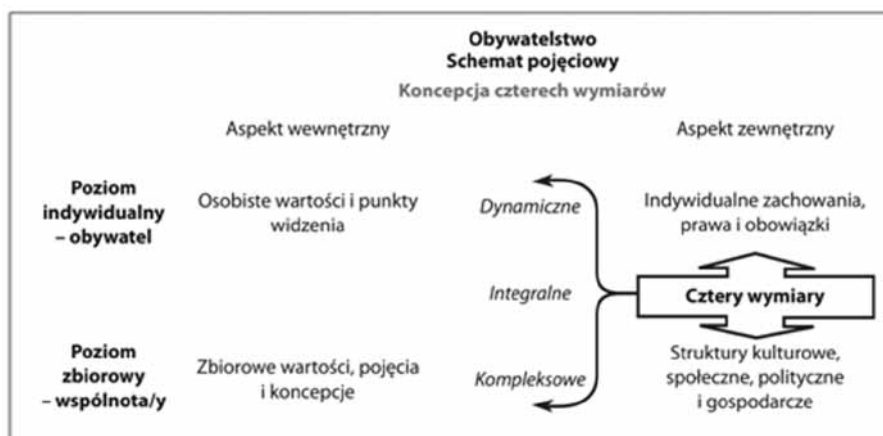 Obywatelstwo
Schemat pojęciowy
Koncepcja czterech wymiarów
Aspekt wewnętrzny
Aspekt zewnętrzny
Poziom
indywidualny
– obywatel
Osobiste wartości i punkty
widzenia
Dynamiczne
Indywidualne zachowania,
prawa i obowiązki
Integralne
Cztery wymiary
Poziom
zbiorowy
– wspólnota/y
Zbiorowe wartości, pojęcia
i koncepcje
Kompleksowe
Struktury kulturowe,
społeczne, polityczne
i gospodarcze